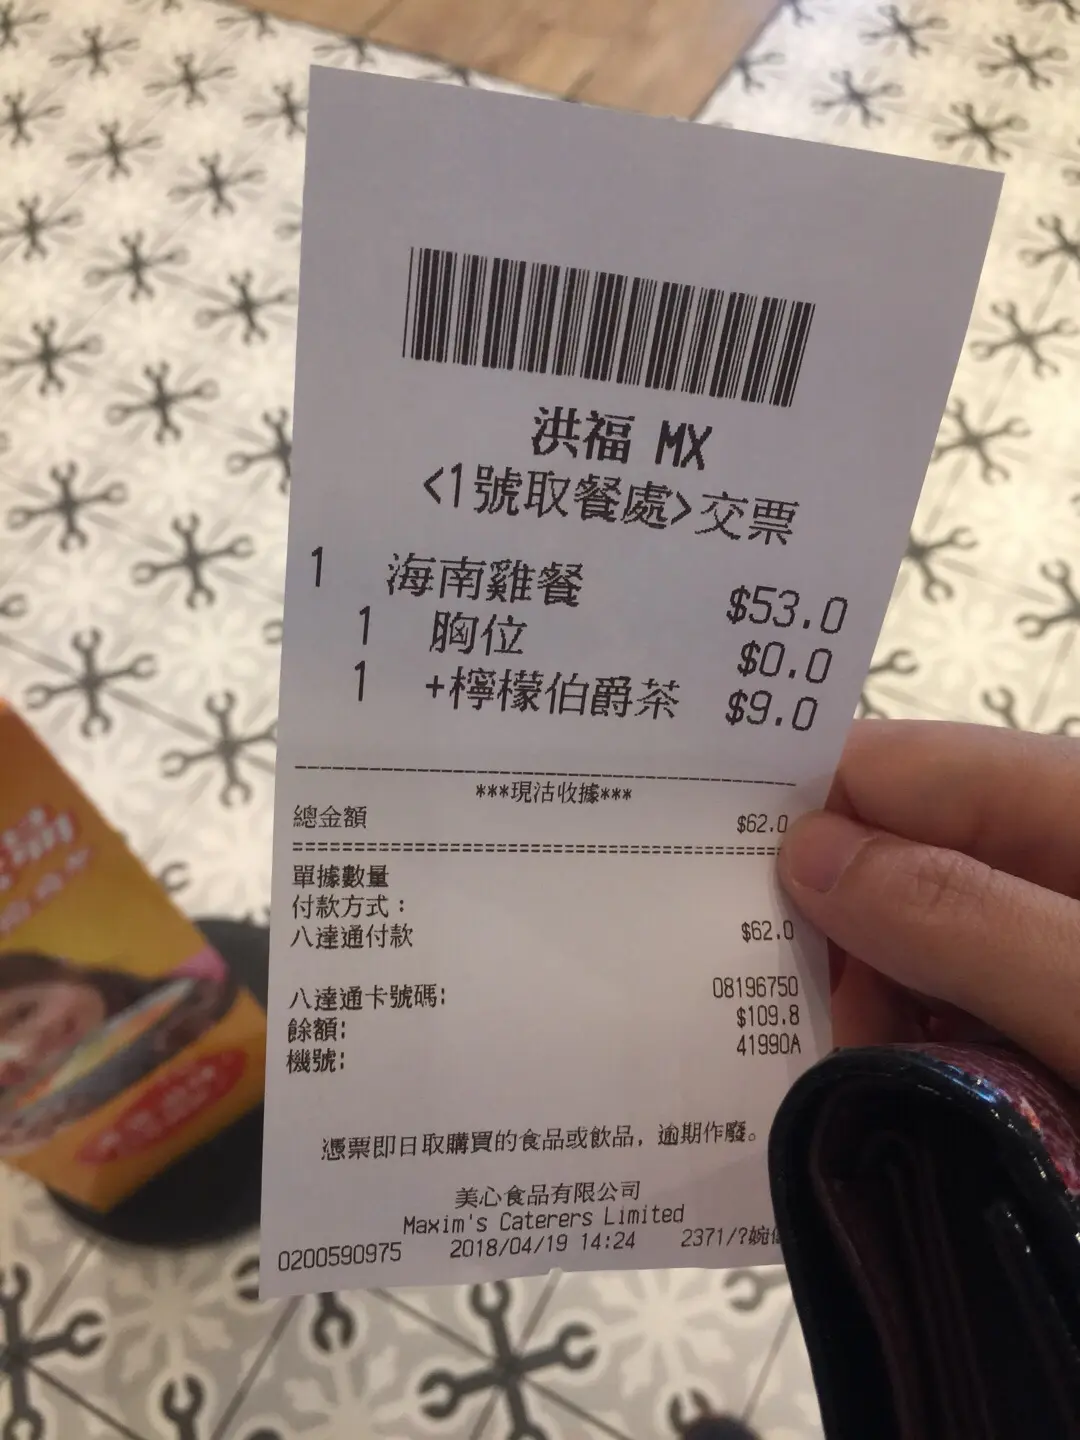 洪福 MX
<1號取餐處>交票
1 海南雞餐 $53.0
1 胸位 $0.0
1 +檸檬伯爵茶 $9.0
***現沽收據***
總金額 $62.0
單據數量
付款方式：
八達通付款 $62.0
八達通卡號碼: 08196750
餘額: $109.8
機號: 41990A
憑票即日取購買的食品或飲品，逾期作廢。
美心食品有限公司
Maxim's Caterers Limited
0200590975 2018/04/19 14:24 2371/?婉